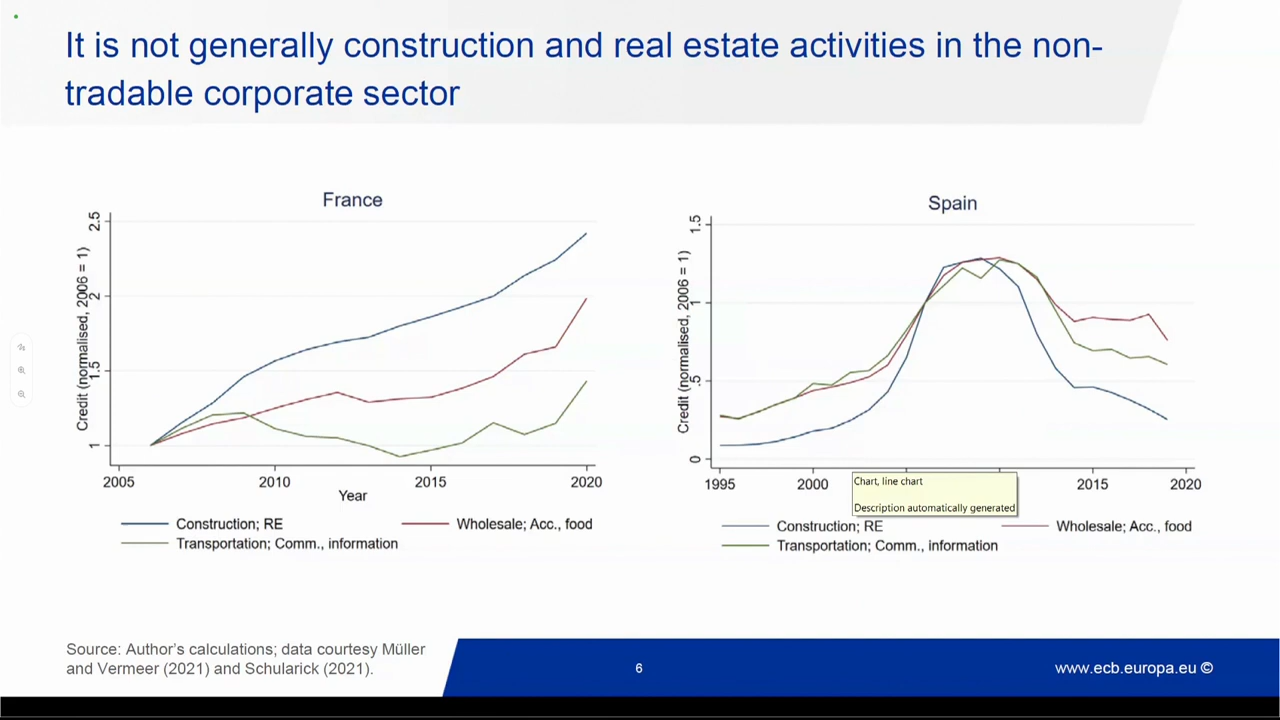 It is not generally construction and real estate activities in the non-
tradable corporate sector
France
Credit (normalised, 2006 = 1)
2.5
2
1.5
1
2005
2010
2015
2020
Year
Construction; RE
Wholesale; Acc., food
Transportation; Comm., information
Spain
Credit (normalised, 2006 = 1)
1.5
1
.5
0
1995
2000
2015
2020
Chart, line chart
Description automatically generated
Construction; RE
Wholesale; Acc., food
Transportation; Comm., information
Source: Author's calculations; data courtesy Müller
and Vermeer (2021) and Schularick (2021).
6
www.ecb.europa.eu ©